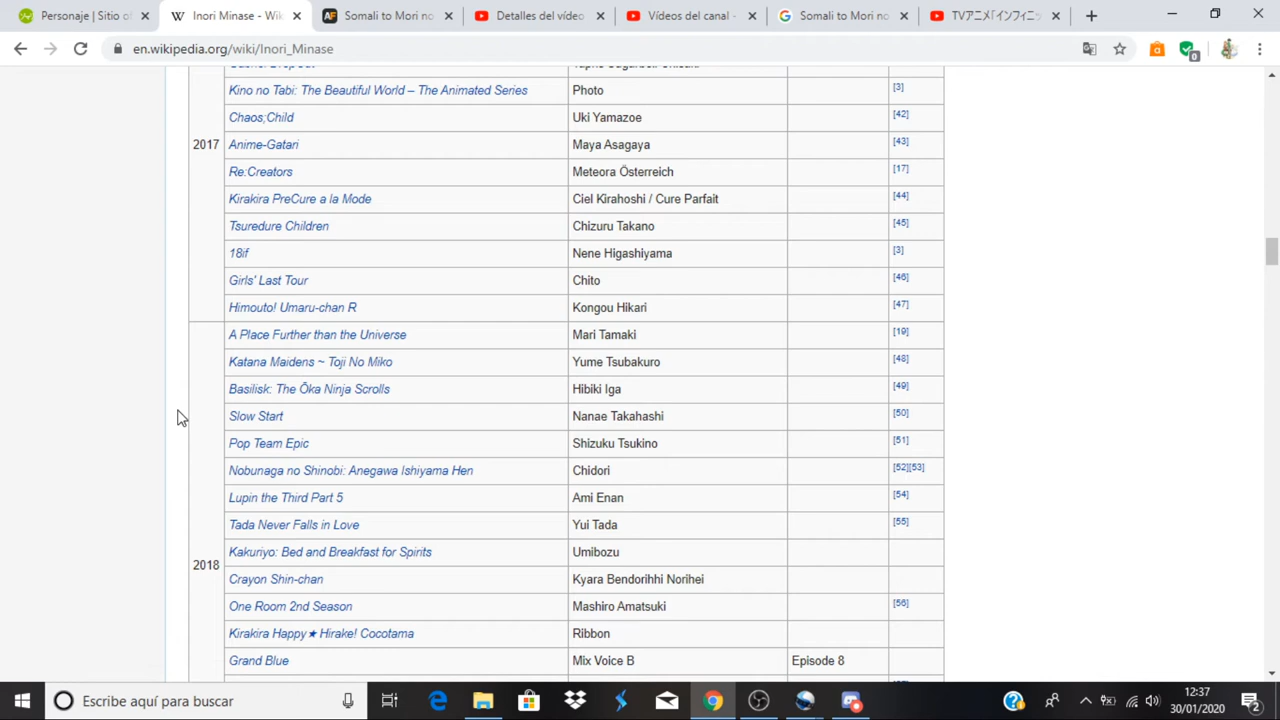 Personaje | Sitio of
Inori Minase - Wiki
Somali to Mori no
Detalles del vídeo
Vídeos del canal -
Somali to Mori no
TVアニメ「インフィニ
en.wikipedia.org/wiki/Inori_Minase
Kino no Tabi: The Beautiful World – The Animated Series Photo [3]
Chaos;Child Uki Yamazoe [42]
2017 Anime-Gatari Maya Asagaya [43]
Re:Creators Meteora Österreich [17]
Kirakira PreCure a la Mode Ciel Kirahoshi / Cure Parfait [44]
Tsuredure Children Chizuru Takano [45]
18if Nene Higashiyama [3]
Girls' Last Tour Chito [46]
Himouto! Umaru-chan R Kongou Hikari [47]
A Place Further than the Universe Mari Tamaki [19]
Katana Maidens ~ Toji No Miko Yume Tsubakuro [48]
Basilisk: The Ōka Ninja Scrolls Hibiki Iga [49]
Slow Start Nanae Takahashi [50]
Pop Team Epic Shizuku Tsukino [51]
Nobunaga no Shinobi: Anegawa Ishiyama Hen Chidori [52][53]
Lupin the Third Part 5 Ami Enan [54]
Tada Never Falls in Love Yui Tada [55]
2018 Kakuriyo: Bed and Breakfast for Spirits Umibozu
Crayon Shin-chan Kyara Bendorihhi Norihei
One Room 2nd Season Mashiro Amatsuki [56]
Kirakira Happy★Hirake! Cocotama Ribbon
Grand Blue Mix Voice B Episode 8
Escribe aquí para buscar
12:37
30/01/2020
2